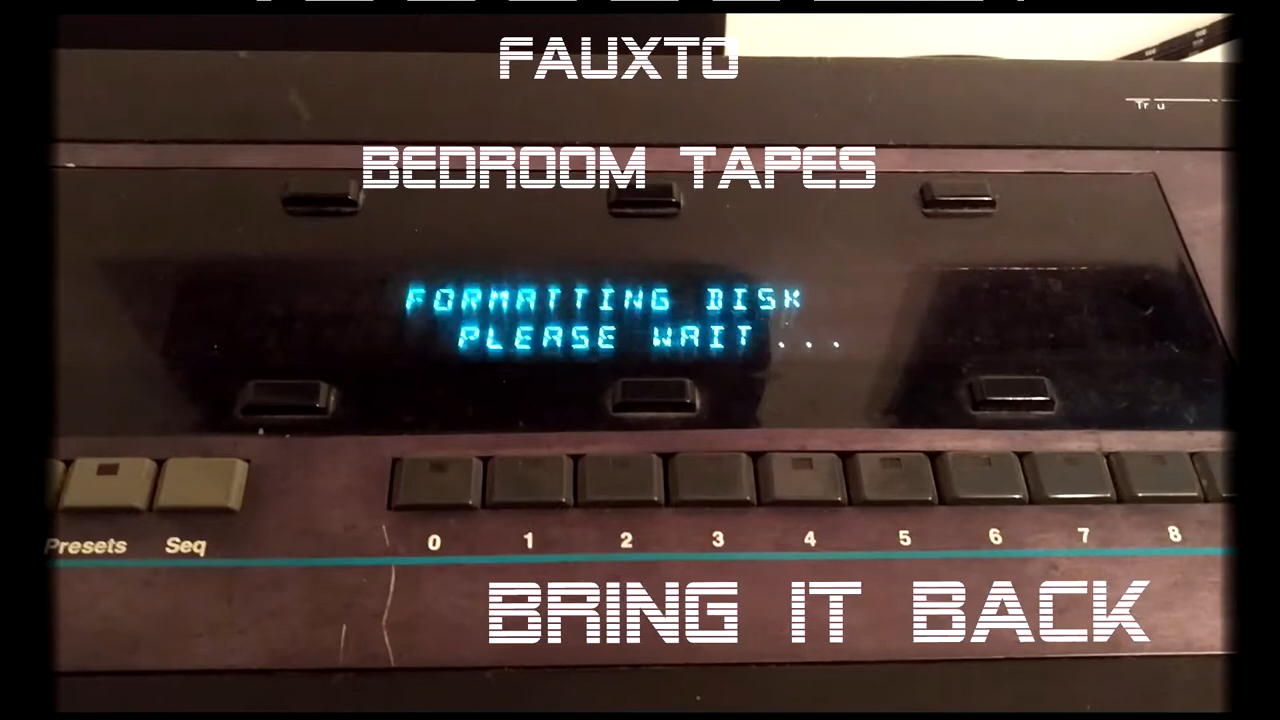 FAUXTO
BEDROOM TAPES
FORMATTING DISK
PLEASE WAIT...
Presets Seq 0 1 2 3 4 5 6 7 8
BRING IT BACK